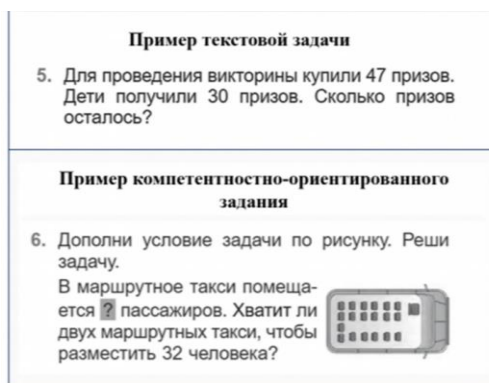 Пример текстовой задачи
5. Для проведения викторины купили 47 призов.
Дети получили 30 призов. Сколько призов
осталось?
Пример компетентностно-ориентированного
задания
6. Дополни условие задачи по рисунку. Реши
задачу.
В маршрутное такси помеща-
ется ? пассажиров. Хватит ли
двух маршрутных такси, чтобы
разместить 32 человека?